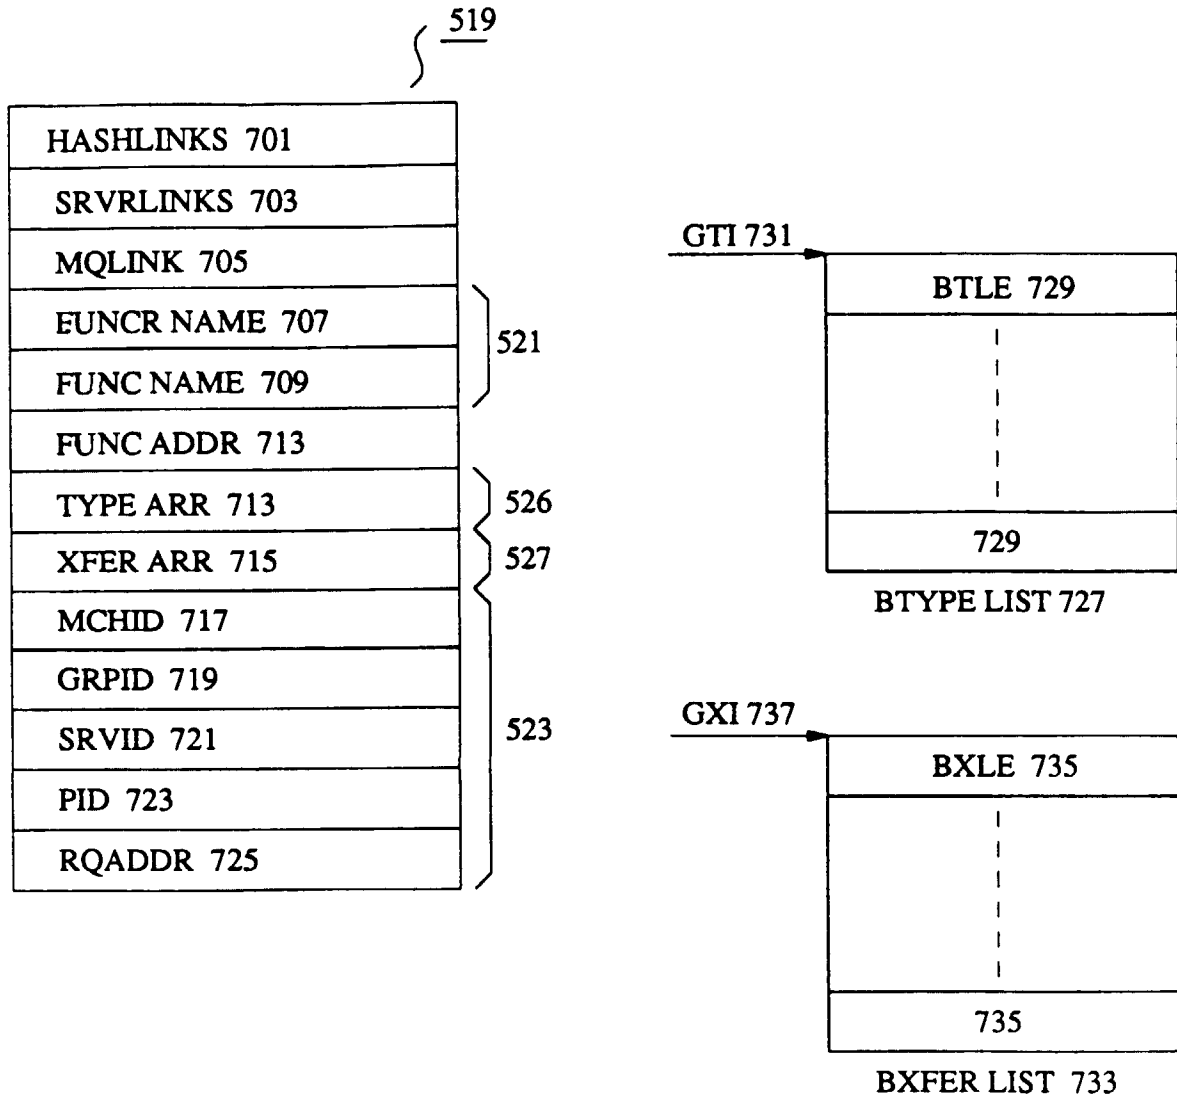 519
HASHLINKS 701
SRVRLINKS 703
MQLINK 705
FUNCR NAME 707
FUNC NAME 709
521
FUNC ADDR 713
TYPE ARR 713
526
XFER ARR 715
527
MCHID 717
GRPID 719
SRVID 721
523
PID 723
RQADDR 725
GTI 731
BTLE 729
729
BTYPE LIST 727
GXI 737
BXLE 735
735
BXFER LIST 733